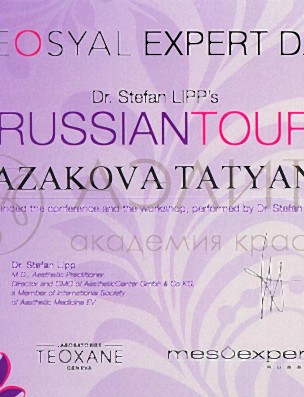 EOSYAL EXPERT DA
Dr. Stefan LIPP's
RUSSIANTOUR
AZAKOVA TATYAN
nded the conference and the workshop, performed by Dr. Stefan
академия крас
Dr. Stefan Lipp
M.D., Aesthetic Practitioner
Director and CMO of AestheticCenter GmbH & Co KG,
a Member of International Society
of Aesthetic Medicine EV
LABORATOIRES
TEOXANE
GENEVA
mesoexper